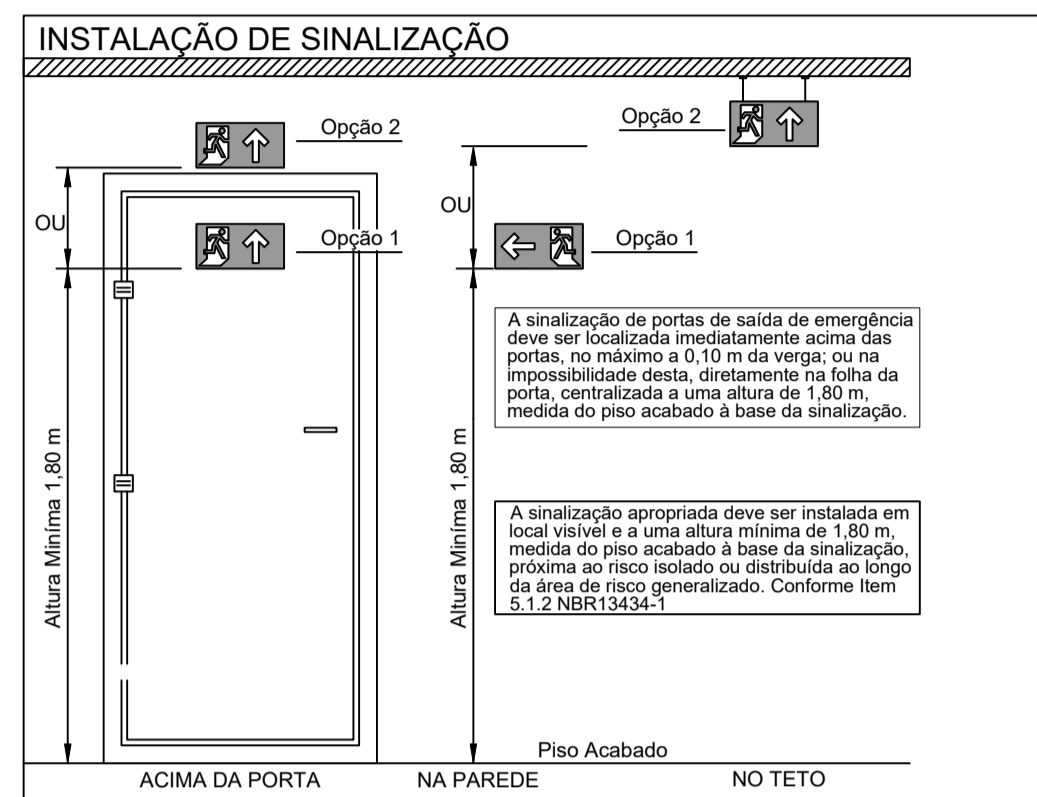 INSTALAÇÃO DE SINALIZAÇÃO
Opção 2
Opção 2
OU
OU
Opção 1
Opção 1
A sinalização de portas de saída de emergência
deve ser localizada imediatamente acima das
portas, no máximo a 0,10 m da verga; ou na
impossibilidade desta, diretamente na folha da
porta, centralizada a uma altura de 1,80 m,
medida do piso acabado à base da sinalização.
Altura Miníma 1,80 m
Altura Miníma 1,80 m
A sinalização apropriada deve ser instalada em
local visível e a uma altura mínima de 1,80 m,
medida do piso acabado à base da sinalização,
próxima ao risco isolado ou distribuída ao longo
da área de risco generalizado. Conforme Item
5.1.2 NBR13434-1
Piso Acabado
ACIMA DA PORTA
NA PAREDE
NO TETO